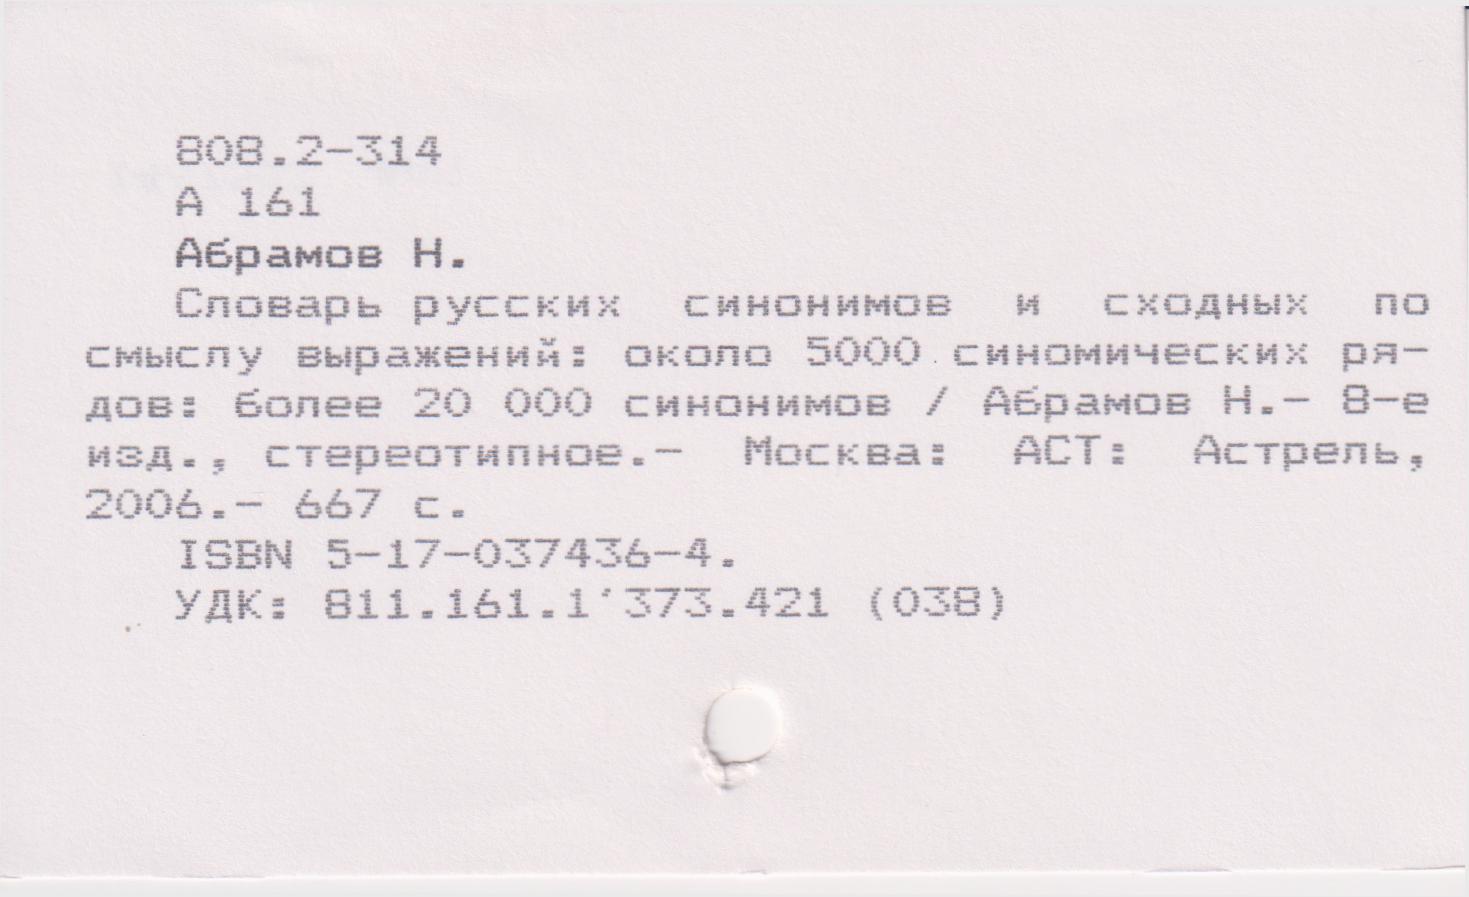 808.2-314
А 161
Абрамов Н.
Словарь русских синонимов и сходных по
смыслу выражений: около 5000 синомических ря-
дов: более 20 000 синонимов / Абрамов Н.- 8-е
изд., стереотипное.- Москва: АСТ: Астрель,
2006.- 667 с.
ISBN 5-17-037436-4.
УДК: 811.161.1'373.421 (038)